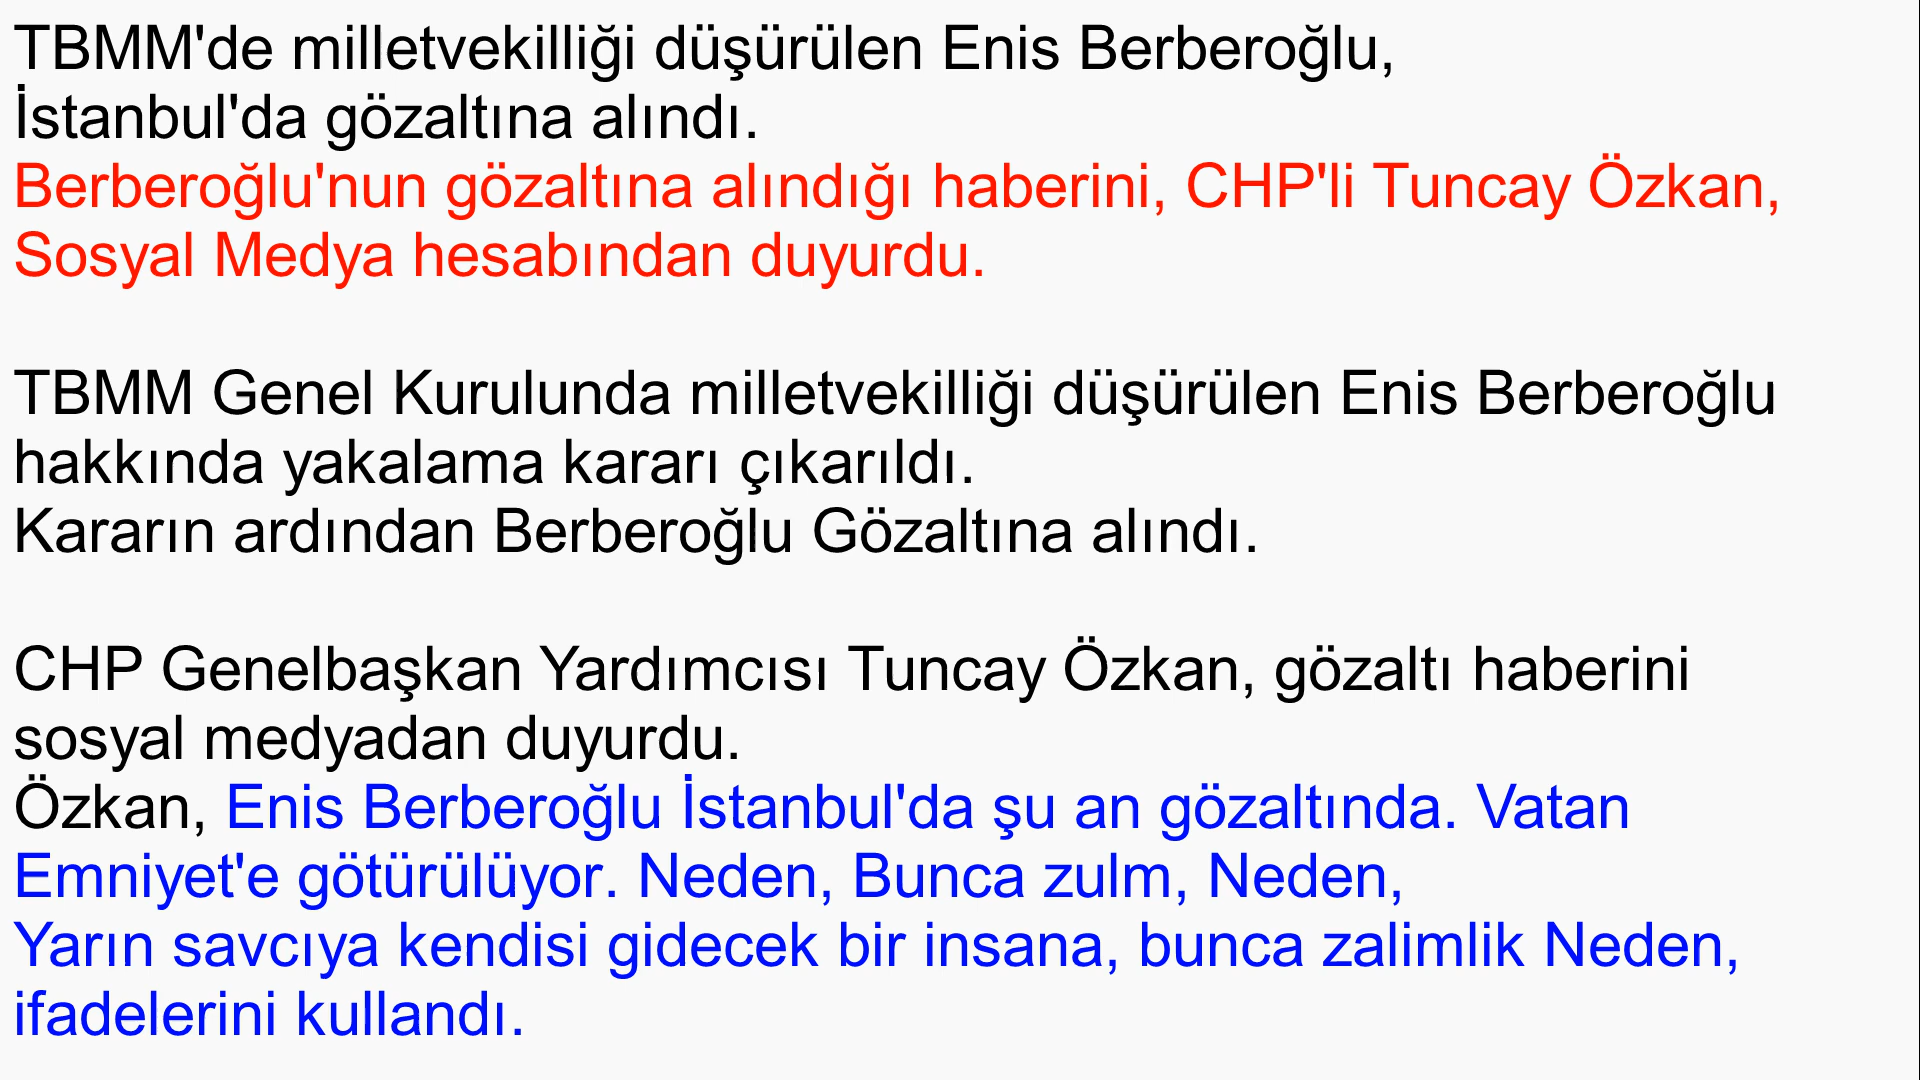 TBMM'de milletvekilliği düşürülen Enis Berberoğlu,
İstanbul'da gözaltına alındı.
Berberoğlu'nun gözaltına alındığı haberini, CHP'li Tuncay Özkan,
Sosyal Medya hesabından duyurdu.
TBMM Genel Kurulunda milletvekilliği düşürülen Enis Berberoğlu
hakkında yakalama kararı çıkarıldı.
Kararın ardından Berberoğlu Gözaltına alındı.
CHP Genelbaşkan Yardımcısı Tuncay Özkan, gözaltı haberini
sosyal medyadan duyurdu.
Özkan, Enis Berberoğlu İstanbul'da şu an gözaltında. Vatan
Emniyet'e götürülüyor. Neden, Bunca zulm, Neden,
Yarın savcıya kendisi gidecek bir insana, bunca zalimlik Neden,
ifadelerini kullandı.